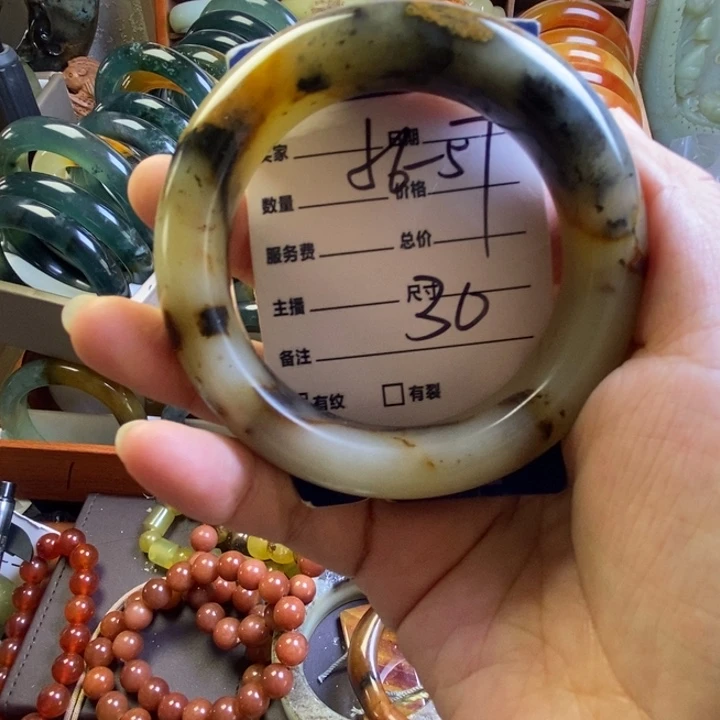 家 日期
数量 价格
服务费 总价
主播 尺寸
30
备注
有纹 有裂